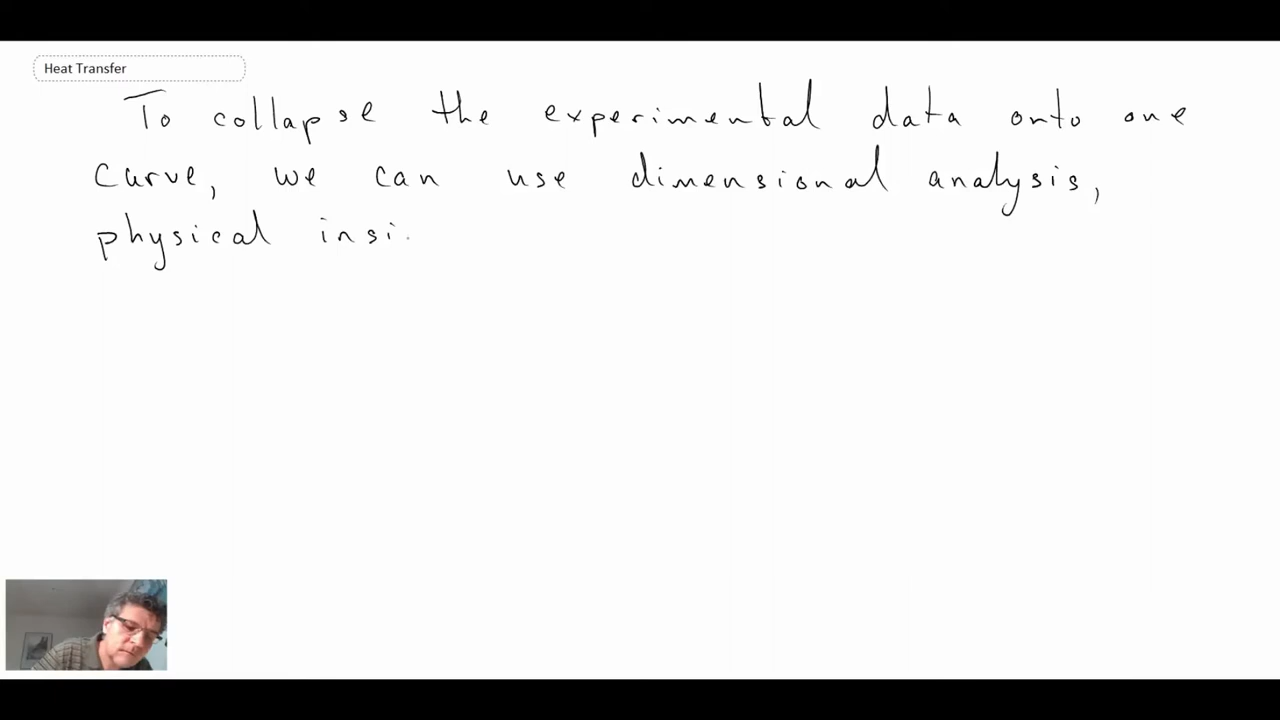 Heat Transfer
To collapse the experimental data onto one
curve, we can use dimensional analysis,
physical insi